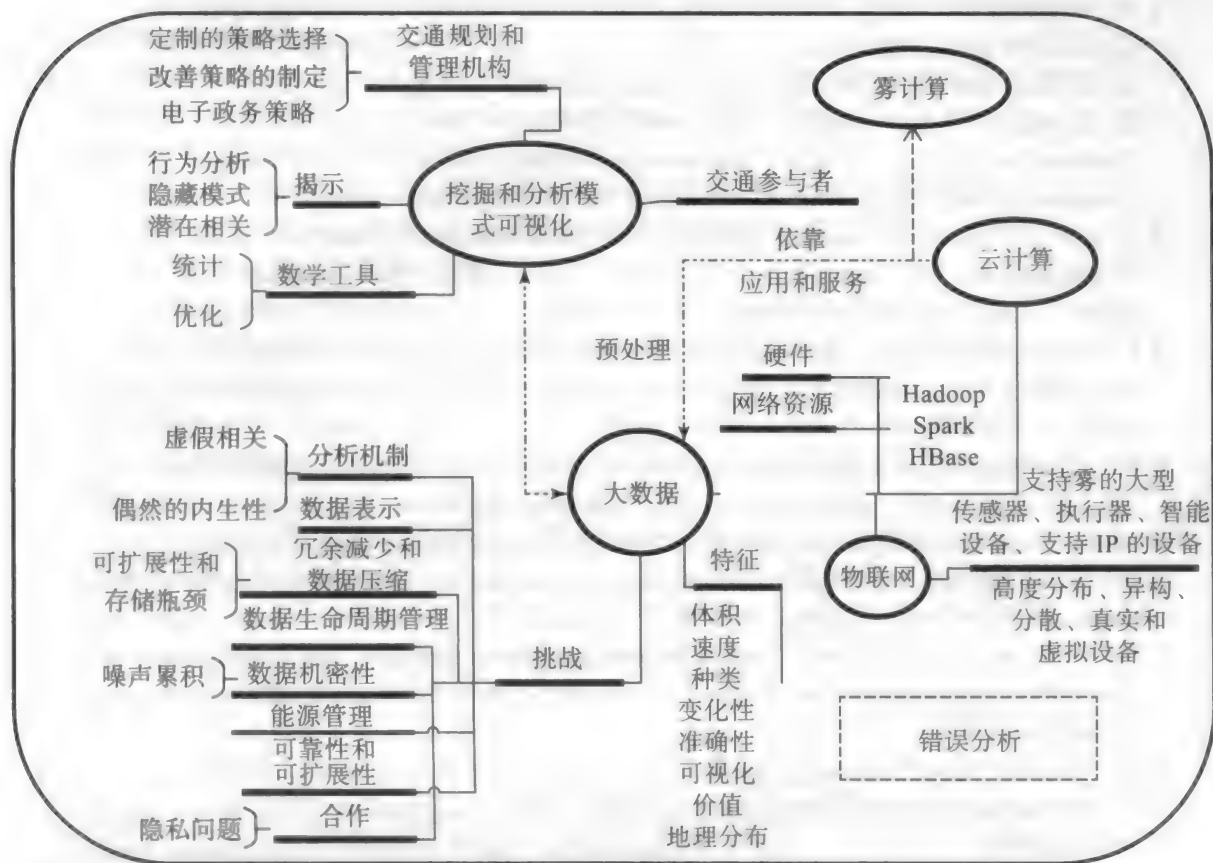 定制的策略选择
改善策略的制定
电子政务策略
交通规划和
管理机构
雾计算
行为分析
隐藏模式
潜在相关
揭示
挖掘和分析模
式可视化
交通参与者
依靠
应用和服务
云计算
统计
优化
数学工具
预处理
硬件
网络资源
Hadoop
Spark
HBase
虚假相关
偶然的内生性
分析机制
数据表示
冗余减少和
数据压缩
可扩展性和
存储瓶颈
数据生命周期管理
噪声累积
数据机密性
能源管理
可靠性和
可扩展性
隐私问题
合作
挑战
大数据
特征
体积
速度
种类
变化性
准确性
可视化
价值
地理分布
物联网
支持雾的大型
传感器、执行器、智能
设备、支持 IP 的设备
高度分布、异构、
分散、真实和
虚拟设备
错误分析